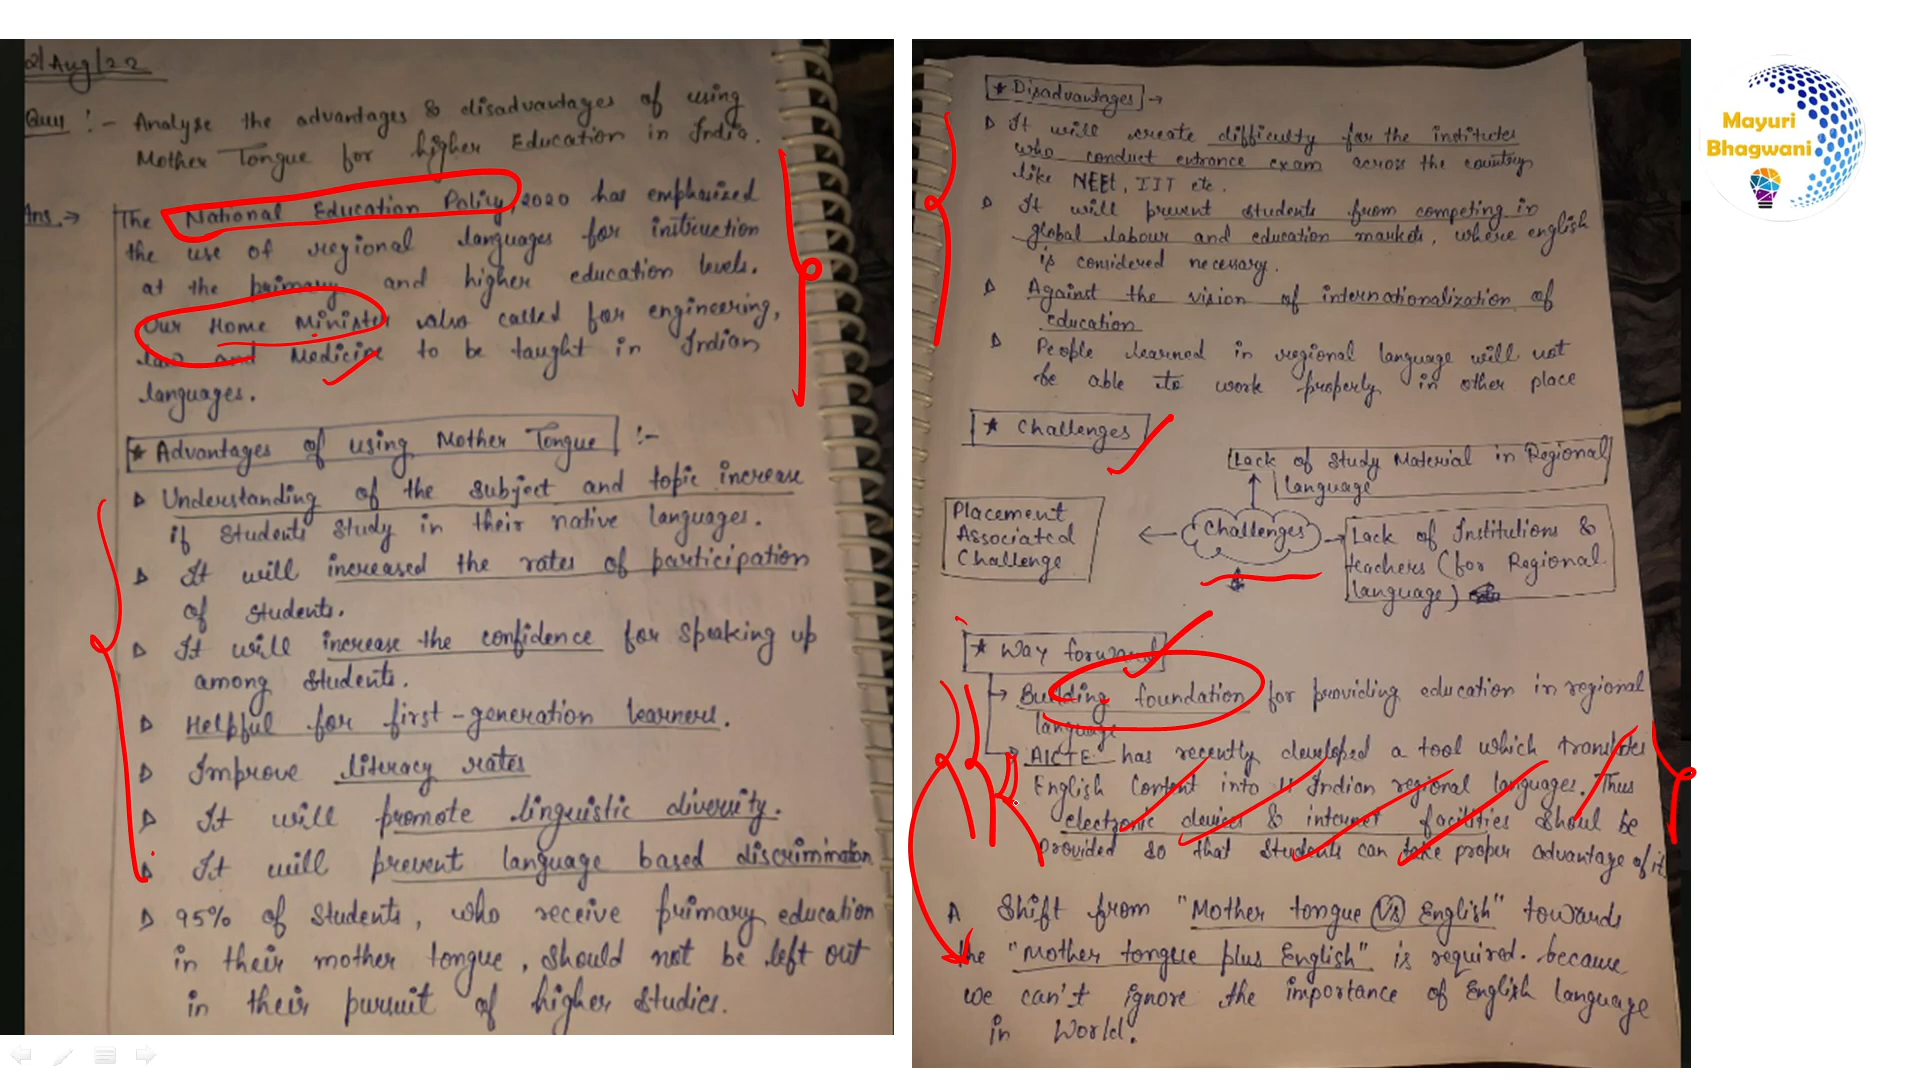 2/Aug/22
Ques :- Analyse the advantages & disadvantages of using
Mother Tongue for higher Education in India.
Ans. → The National Education Policy, 2020 has emphasized
the use of regional languages for instruction
at the primary and higher education levels.
Our Home Minister also called for engineering,
law and Medicine to be taught in Indian
languages.
★ Advantages of using Mother Tongue :-
▷ Understanding of the subject and topic increase
if students study in their native languages.
▷ It will increased the rates of participation
of students.
▷ It will increase the confidence for speaking up
among students.
▷ Helpful for first-generation learners.
▷ Improve literacy rates
▷ It will promote linguistic diversity.
▷ It will prevent language based discrimination
▷ 95% of students, who receive primary education
in their mother tongue, should not be left out
in their pursuit of higher studies.
★ Disadvantages →
▷ It will create difficulty for the institutes
who conduct entrance exam across the country
like NEET, IIT etc.
▷ It will prevent students from competing in
global labour and education markets, where english
is considered necessary.
▷ Against the vision of internationalization of
education
▷ People learned in regional language will not
be able to work properly in other place
★ Challenges
Lack of Study Material in Regional
language
Placement
Associated
Challenge
Challenges
Lack of Institutions &
teachers (for Regional
language)
★ Way forward
→ Building foundation for providing education in regional
language
→ AICTE has recently developed a tool which translates
English Content into 11 Indian regional languages. Thus
electronic devices & internet facilities shoul be
Provided so that students can take proper advantage of it
A shift from "Mother tongue Vs English" towards
the "mother tongue plus English" is required. because
we can't ignore the importance of English language
in World.
Mayuri
Bhagwani